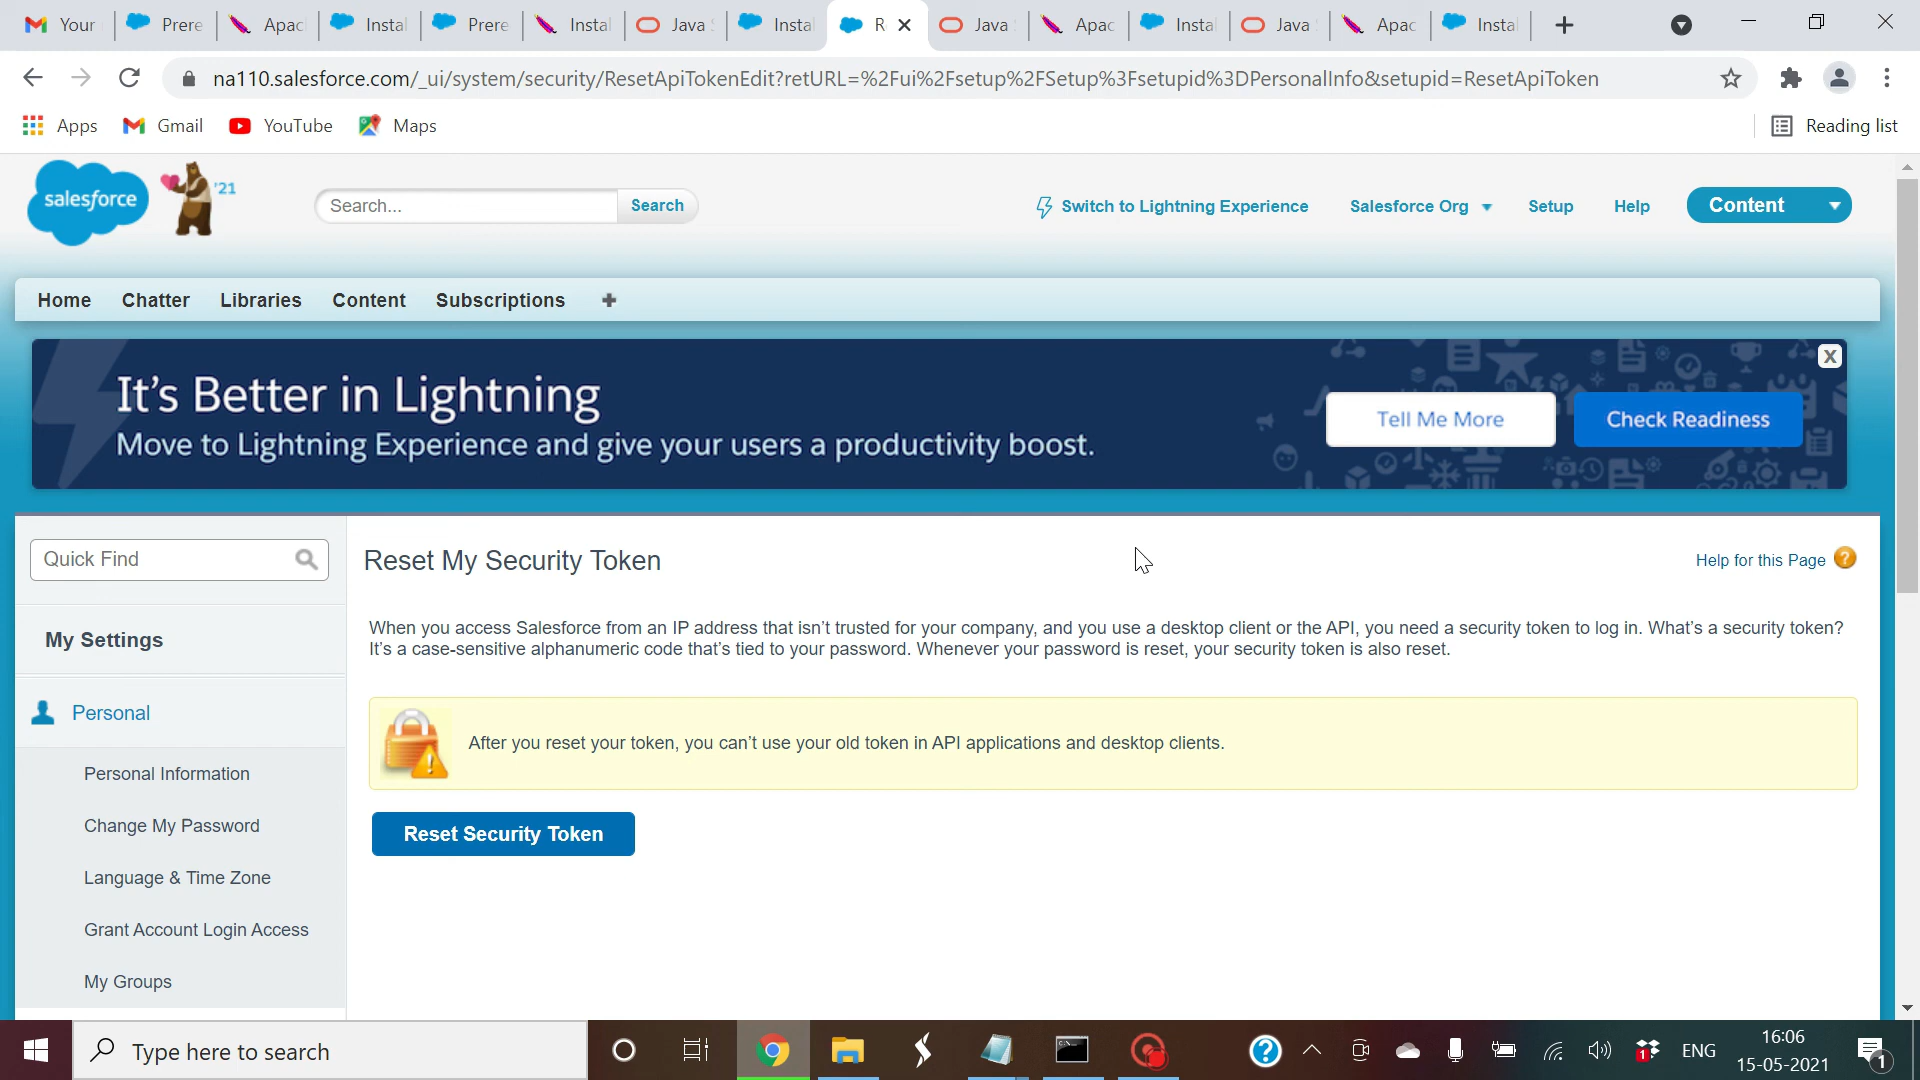 Your
Prere
Apac
Instal
Prere
Instal
Java S
Instal
R
Java
Apac
Instal
Java
Apac
Instal
na110.salesforce.com/_ui/system/security/ResetApiTokenEdit?retURL=%2Fui%2Fsetup%2FSetup%3Fsetupid%3DPersonalInfo&setupid=ResetApiToken
Apps Gmail YouTube Maps Reading list
salesforce '21
Search... Search
Switch to Lightning Experience Salesforce Org Setup Help Content
Home Chatter Libraries Content Subscriptions +
It's Better in Lightning
Move to Lightning Experience and give your users a productivity boost.
Tell Me More Check Readiness X
Quick Find
Reset My Security Token
Help for this Page ?
My Settings
When you access Salesforce from an IP address that isn't trusted for your company, and you use a desktop client or the API, you need a security token to log in. What's a security token?
It's a case-sensitive alphanumeric code that's tied to your password. Whenever your password is reset, your security token is also reset.
Personal
After you reset your token, you can't use your old token in API applications and desktop clients.
Personal Information
Change My Password
Reset Security Token
Language & Time Zone
Grant Account Login Access
My Groups
Type here to search
1
ENG
16:06
15-05-2021
1